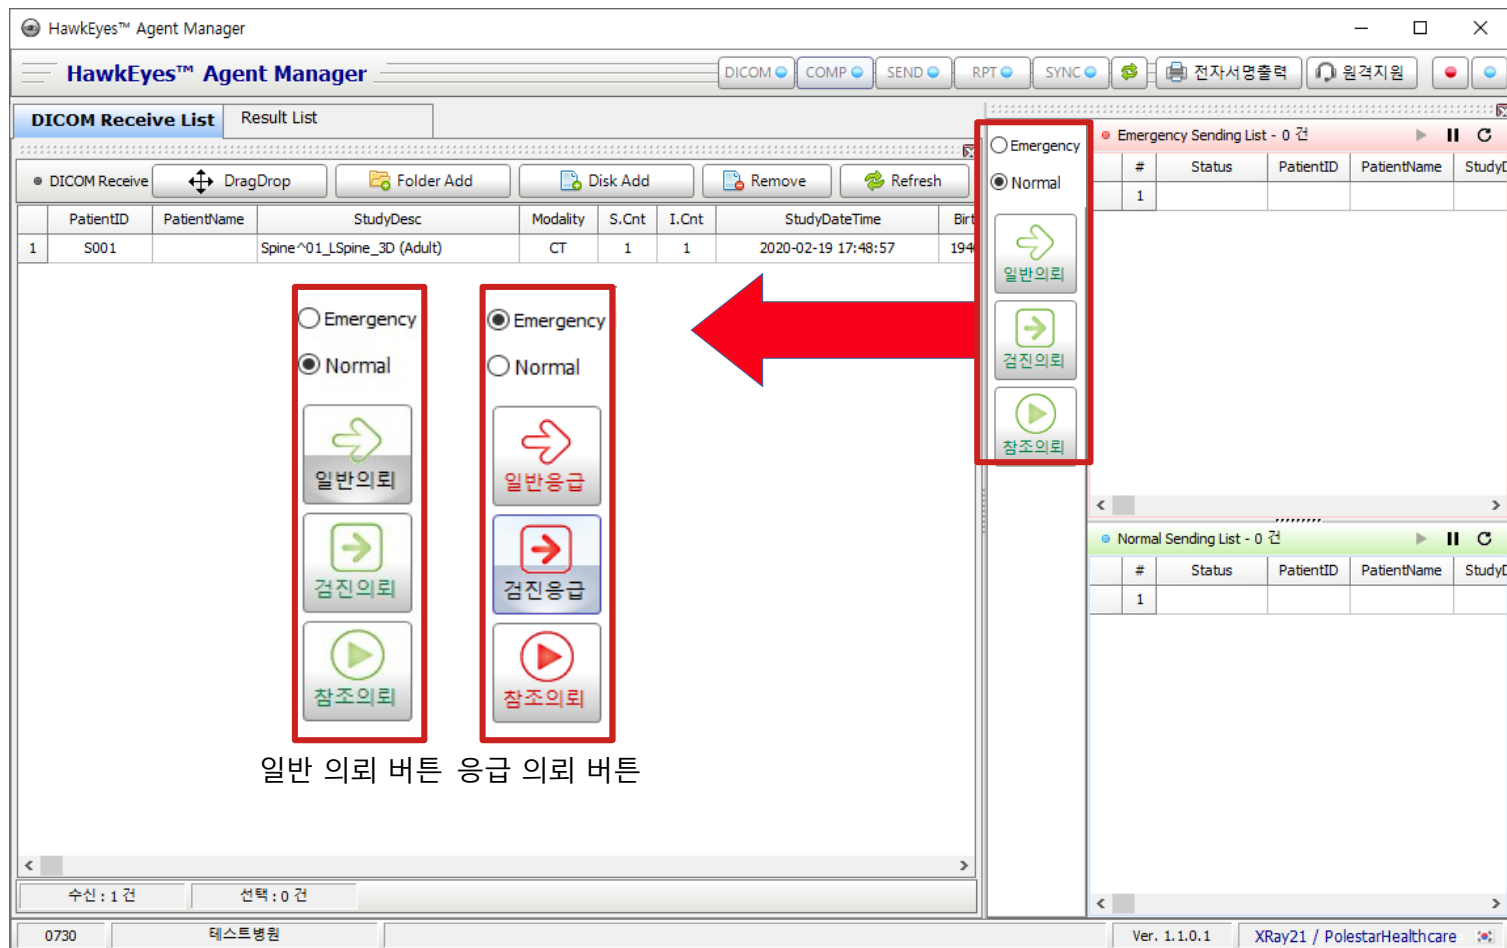 HawkEyes™ Agent Manager
HawkEyes™ Agent Manager
DICOM COMP SEND RPT SYNC 전자서명출력 원격지원
DICOM Receive List Result List
DICOM Receive DragDrop Folder Add Disk Add Remove Refresh
PatientID PatientName StudyDesc Modality S.Cnt I.Cnt StudyDateTime Birt
1 S001 Spine^01_LSpine_3D (Adult) CT 1 1 2020-02-19 17:48:57 194
Emergency
Normal
일반의뢰
검진의뢰
참조의뢰
Emergency
Normal
일반응급
검진응급
참조의뢰
일반 의뢰 버튼 응급 의뢰 버튼
Emergency
Normal
일반의뢰
검진의뢰
참조의뢰
Emergency Sending List - 0 건
# Status PatientID PatientName StudyD
1
Normal Sending List - 0 건
# Status PatientID PatientName StudyD
1
수신 : 1 건 선택 : 0 건
0730 테스트병원 Ver. 1.1.0.1 XRay21 / PolestarHealthcare